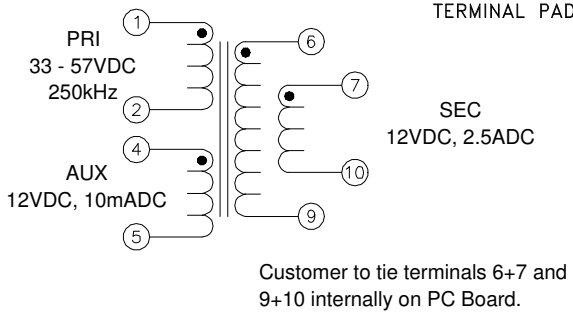 TERMINAL PAD
1
PRI
33 - 57VDC
250kHz
2
4
AUX
12VDC, 10mADC
5
6
7
SEC
12VDC, 2.5ADC
10
9
Customer to tie terminals 6+7 and
9+10 internally on PC Board.